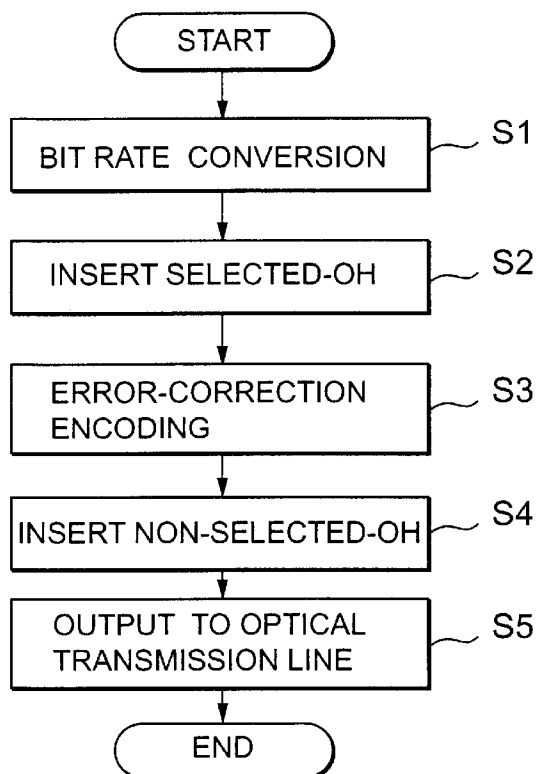 START
BIT RATE CONVERSION
S1
INSERT SELECTED-OH
S2
ERROR-CORRECTION
ENCODING
S3
INSERT NON-SELECTED-OH
S4
OUTPUT TO OPTICAL
TRANSMISSION LINE
S5
END